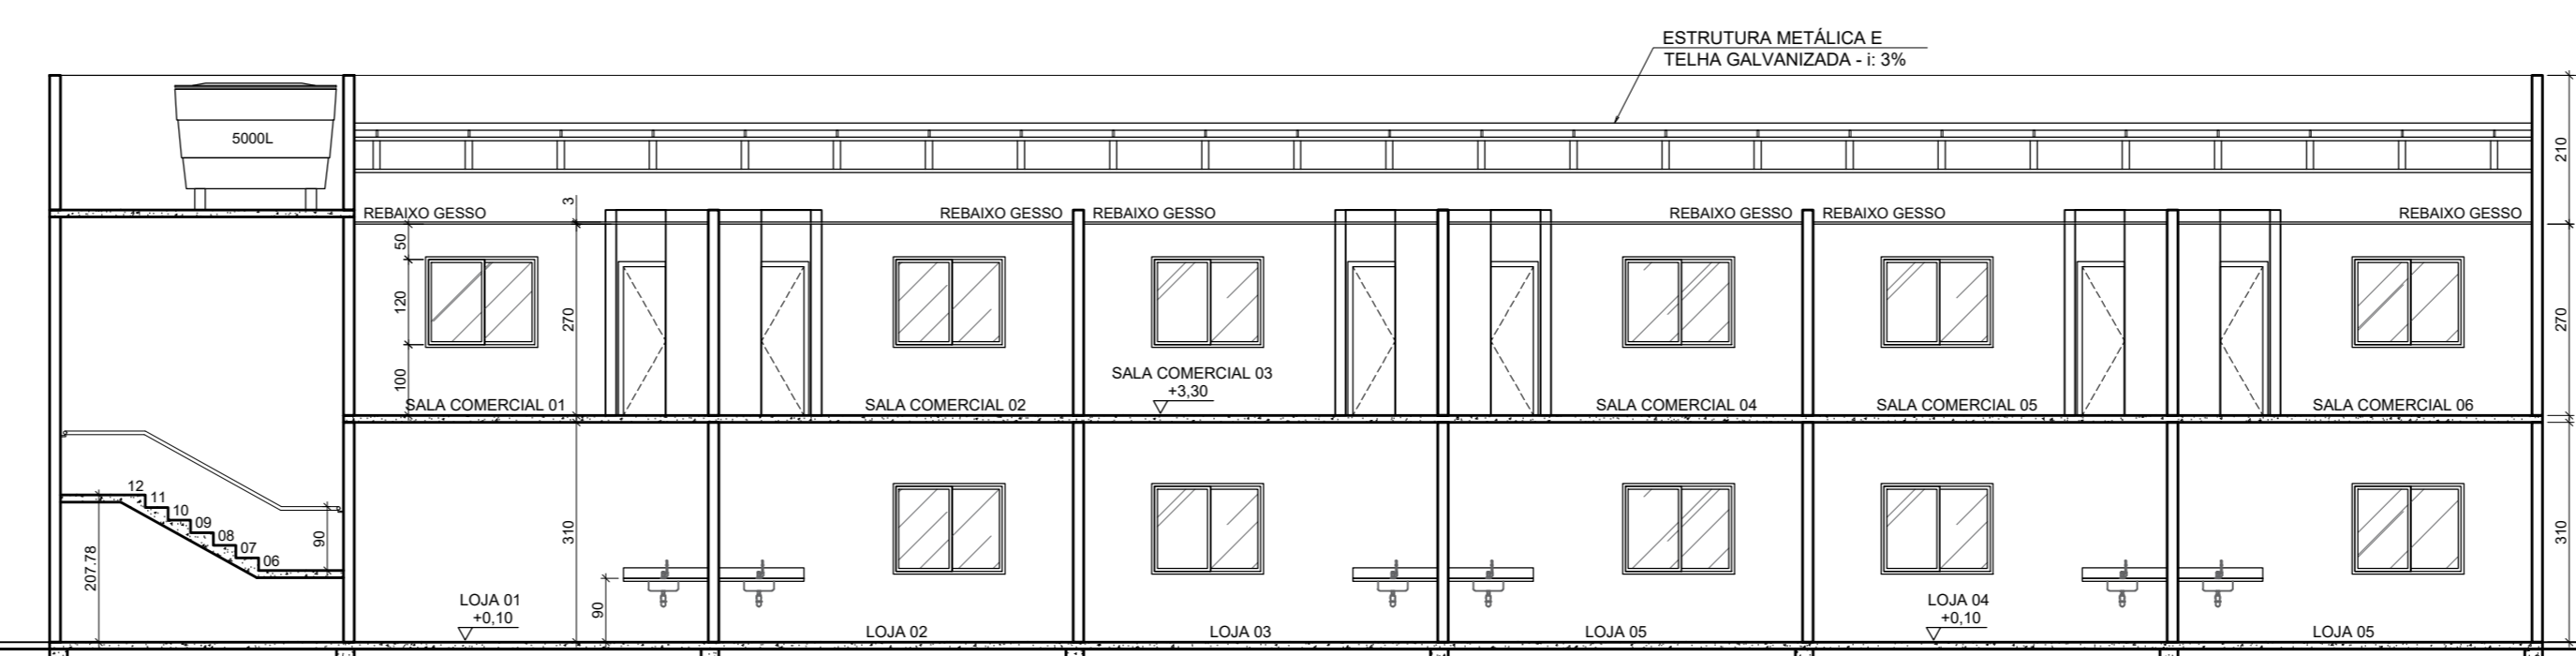 ESTRUTURA METÁLICA E
TELHA GALVANIZADA - i: 3%
5000L
210
REBAIXO GESSO
3
REBAIXO GESSO
REBAIXO GESSO
REBAIXO GESSO
REBAIXO GESSO
REBAIXO GESSO
50
120
100
270
270
SALA COMERCIAL 01
SALA COMERCIAL 02
SALA COMERCIAL 03
+3,30
SALA COMERCIAL 04
SALA COMERCIAL 05
SALA COMERCIAL 06
12
11
10
09
08
07
06
90
207.78
310
90
310
LOJA 01
+0,10
LOJA 02
LOJA 03
LOJA 05
LOJA 04
+0,10
LOJA 05